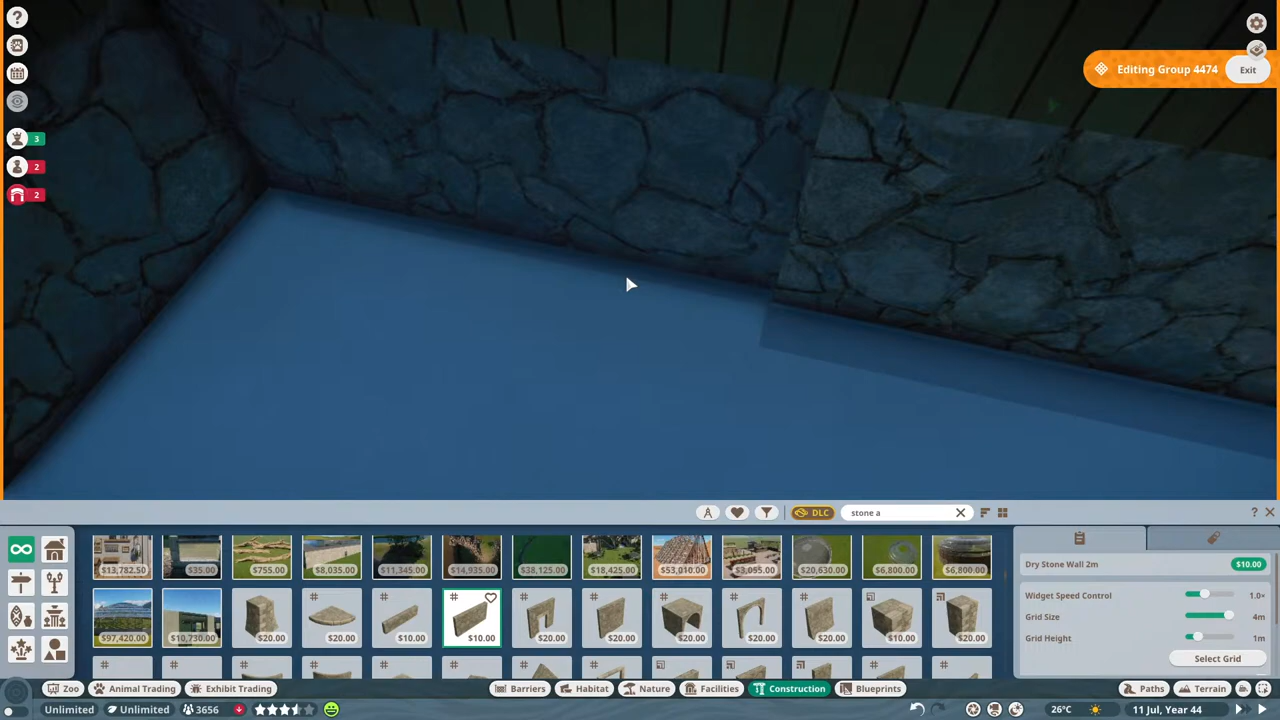 Editing Group 4474
Exit
3
2
2
DLC
stone a
$13,782.50
$35.00
$755.00
$8,035.00
$11,345.00
$14,935.00
$38,125.00
$18,425.00
$53,010.00
$3,055.00
$20,630.00
$6,800.00
$6,800.00
$97,420.00
$10,730.00
$20.00
$20.00
$10.00
$10.00
$20.00
$20.00
$20.00
$20.00
$20.00
$10.00
$20.00
Dry Stone Wall 2m
$10.00
Widget Speed Control
1.0×
Grid Size
4m
Grid Height
1m
Select Grid
Zoo
Animal Trading
Exhibit Trading
Barriers
Habitat
Nature
Facilities
Construction
Blueprints
Paths
Terrain
Unlimited
Unlimited
3656
26°C
11 Jul, Year 44